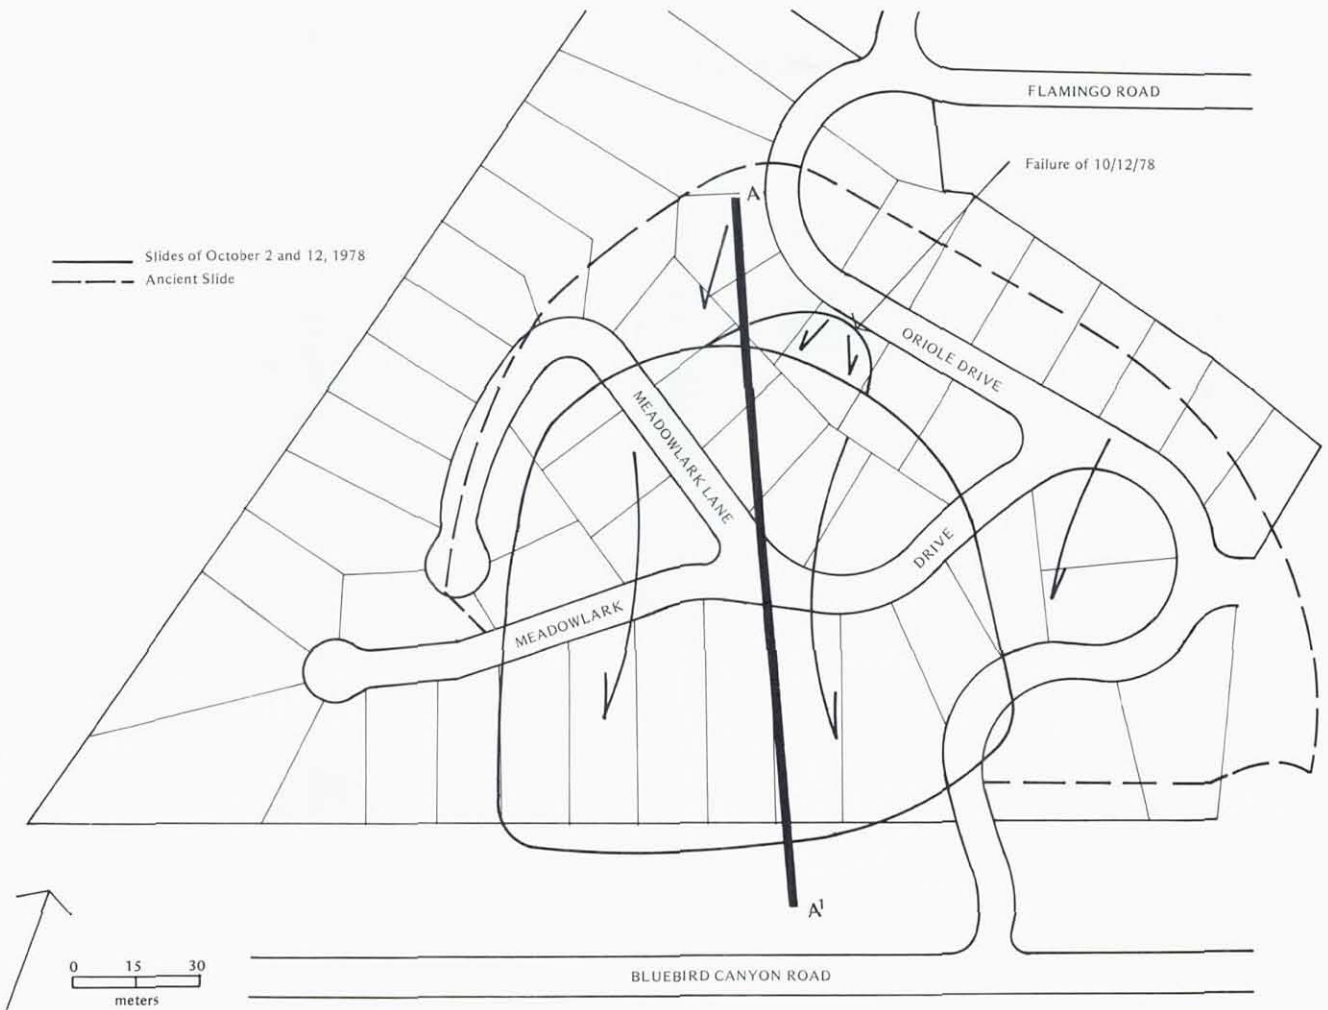 FLAMINGO ROAD
Failure of 10/12/78
A
Slides of October 2 and 12, 1978
Ancient Slide
ORIOLE DRIVE
MEADOWLARK LANE
DRIVE
MEADOWLARK
A¹
0 15 30
meters
BLUEBIRD CANYON ROAD